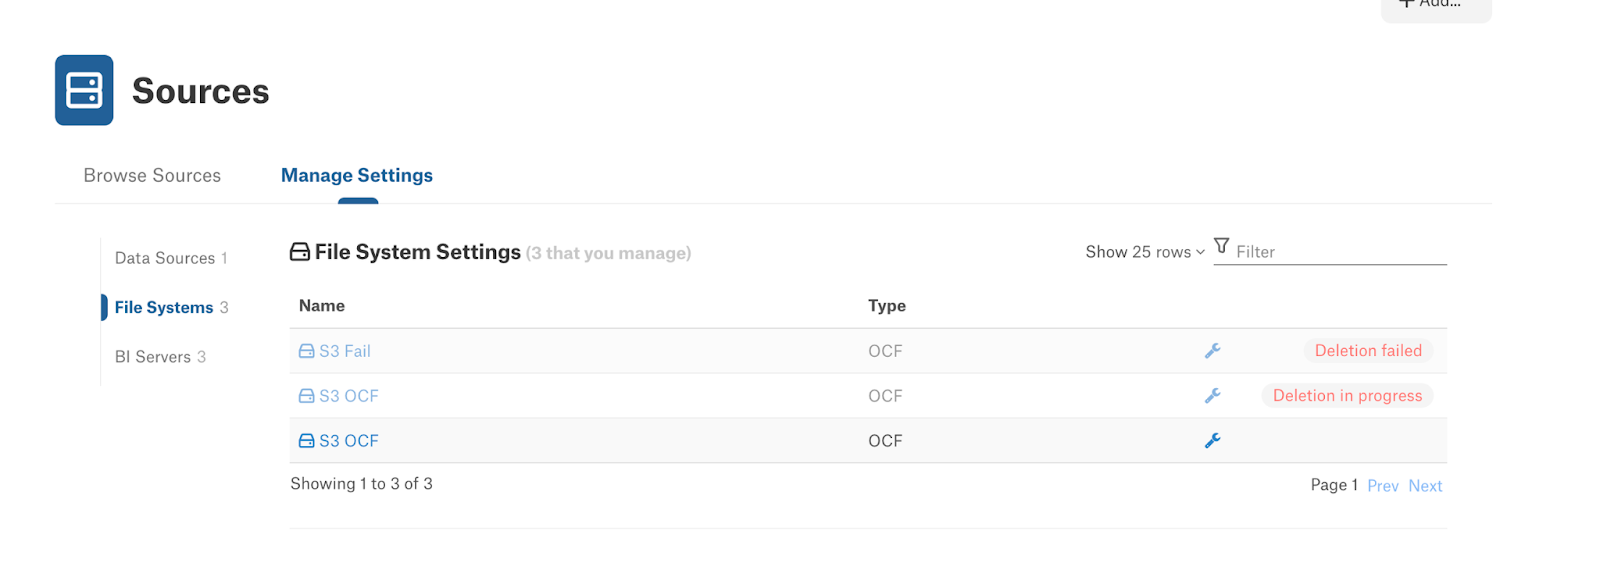 Add...
Sources
Browse Sources Manage Settings
Data Sources 1
File Systems 3
BI Servers 3
File System Settings (3 that you manage)
Show 25 rows Filter
Name Type
S3 Fail OCF Deletion failed
S3 OCF OCF Deletion in progress
S3 OCF OCF
Showing 1 to 3 of 3 Page 1 Prev Next